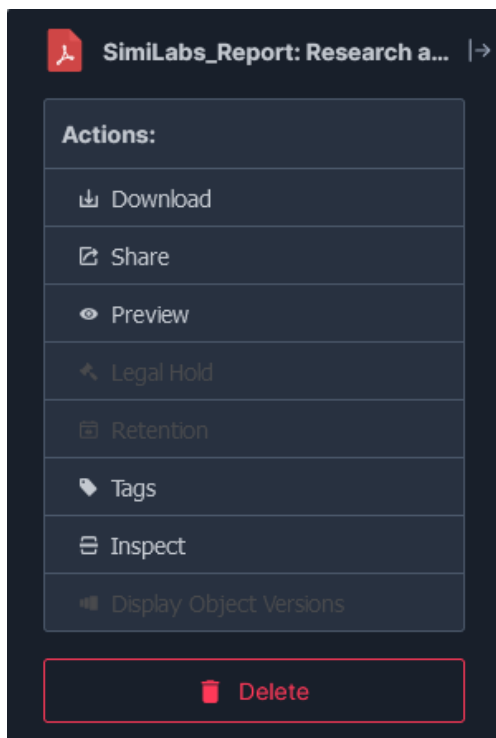 SimiLabs_Report: Research a...
Actions:
Download
Share
Preview
Legal Hold
Retention
Tags
Inspect
Display Object Versions
Delete